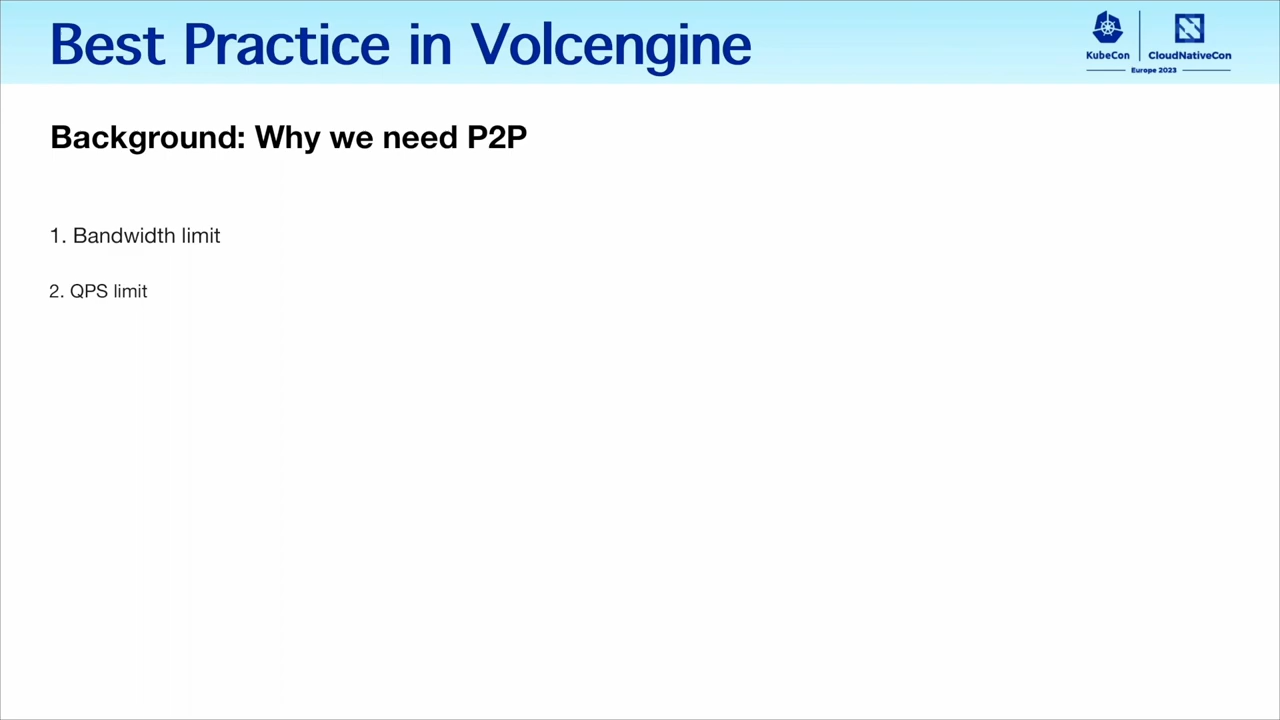 Best Practice in Volcengine
KubeCon
CloudNativeCon
Europe 2023
Background: Why we need P2P
1. Bandwidth limit
2. QPS limit